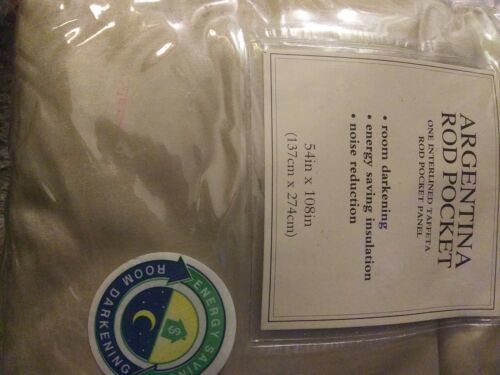 ARGENTINA
ROD POCKET
ONE INTERLINED TAFFETA
ROD POCKET PANEL
• room darkening
• energy saving insulation
• noise reduction
54in x 108in
(137cm x 274cm)
ENERGY SAVING
ROOM DARKENING